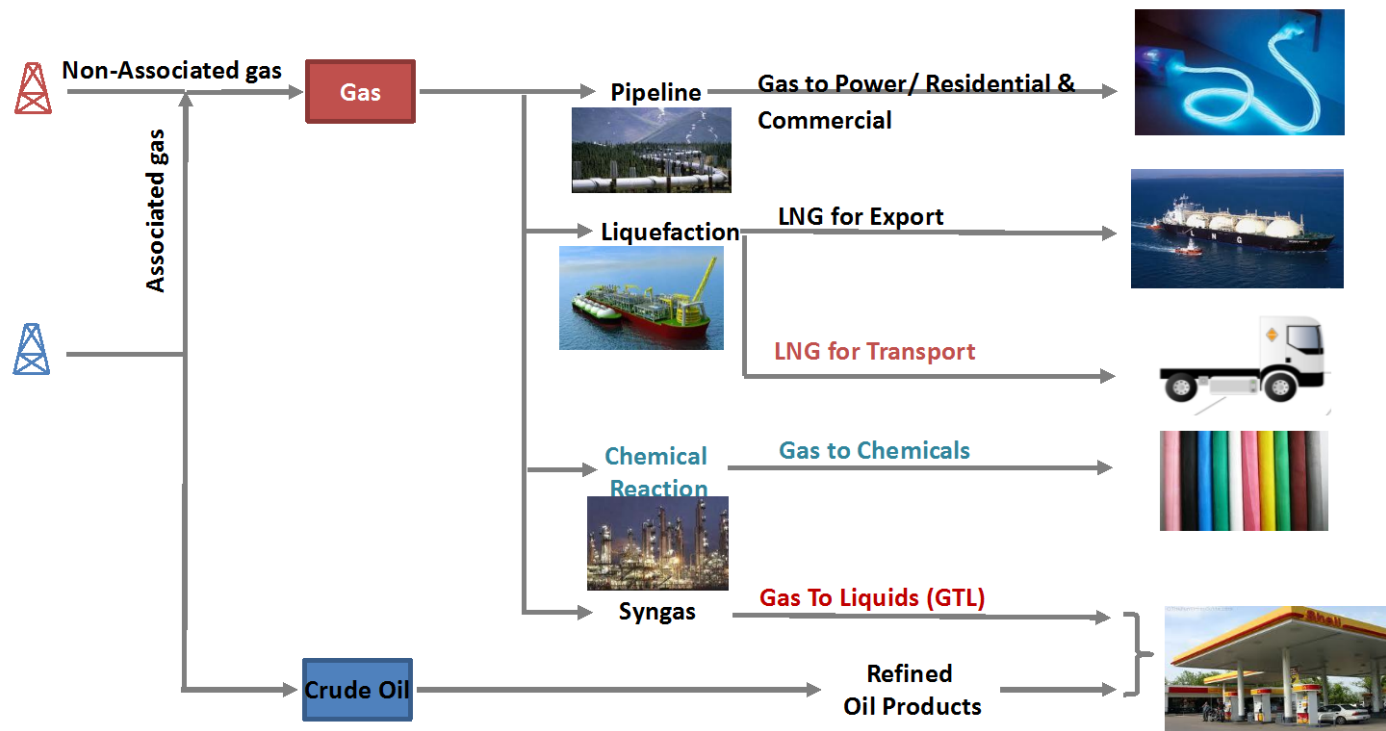 Non-Associated gas
Gas
Pipeline
Gas to Power/ Residential &
Commercial
Associated gas
Liquefaction
LNG for Export
N G
LNG for Transport
Chemical
Reaction
Gas to Chemicals
Syngas
Gas To Liquids (GTL)
Shell
Crude Oil
Refined
Oil Products